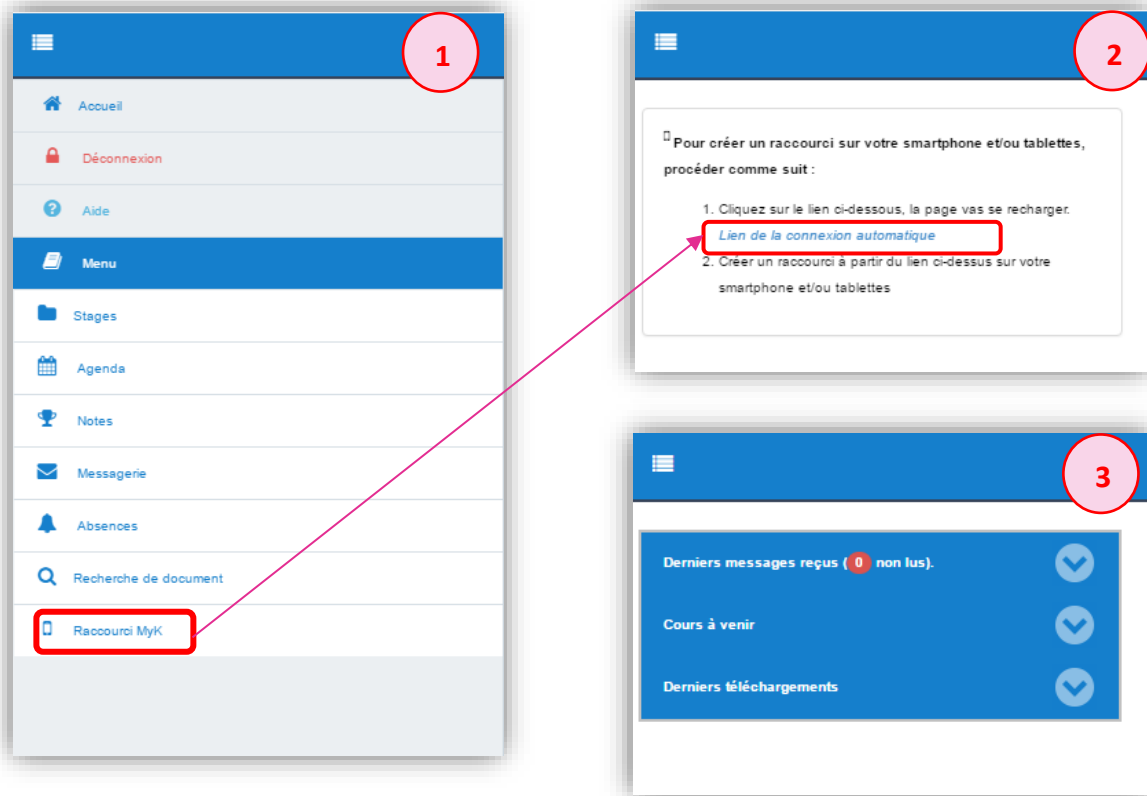 1
Accueil
Déconnexion
Aide
Menu
Stages
Agenda
Notes
Messagerie
Absences
Recherche de document
Raccourci MyK
2
Pour créer un raccourci sur votre smartphone et/ou tablettes,
procéder comme suit :
1. Cliquez sur le lien ci-dessous, la page vas se recharger.
Lien de la connexion automatique
2. Créer un raccourci à partir du lien ci-dessus sur votre
smartphone et/ou tablettes
3
Derniers messages reçus ( 0 non lus).
Cours à venir
Derniers téléchargements